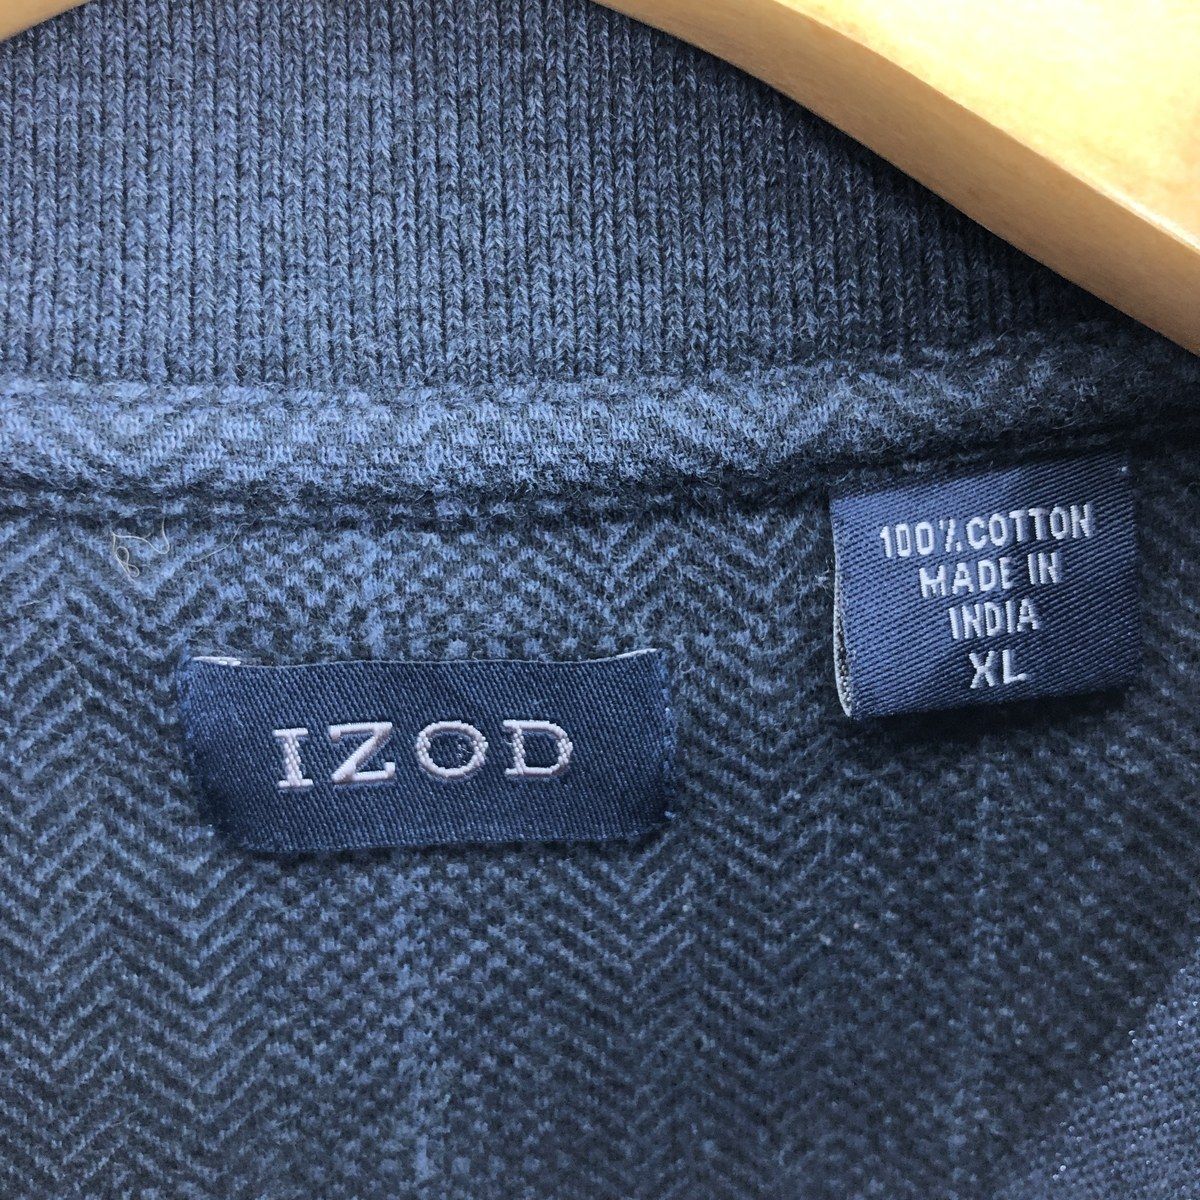 IZOD
100% COTTON
MADE IN
INDIA
XL